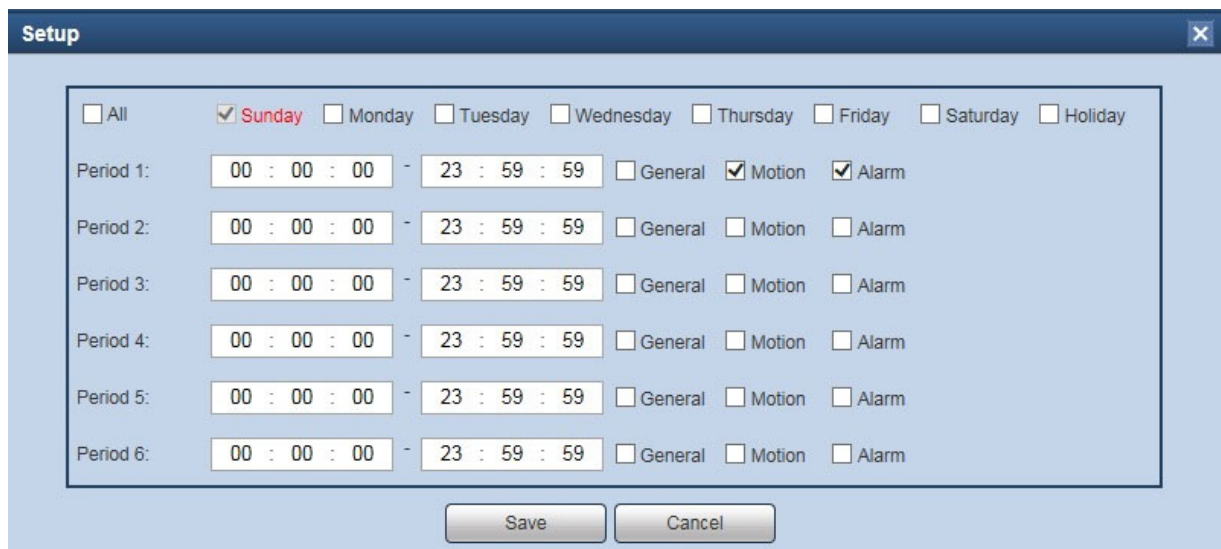 Setup
All Sunday Monday Tuesday Wednesday Thursday Friday Saturday Holiday
Period 1: 00 : 00 : 00 - 23 : 59 : 59 General Motion Alarm
Period 2: 00 : 00 : 00 - 23 : 59 : 59 General Motion Alarm
Period 3: 00 : 00 : 00 - 23 : 59 : 59 General Motion Alarm
Period 4: 00 : 00 : 00 - 23 : 59 : 59 General Motion Alarm
Period 5: 00 : 00 : 00 - 23 : 59 : 59 General Motion Alarm
Period 6: 00 : 00 : 00 - 23 : 59 : 59 General Motion Alarm
Save Cancel